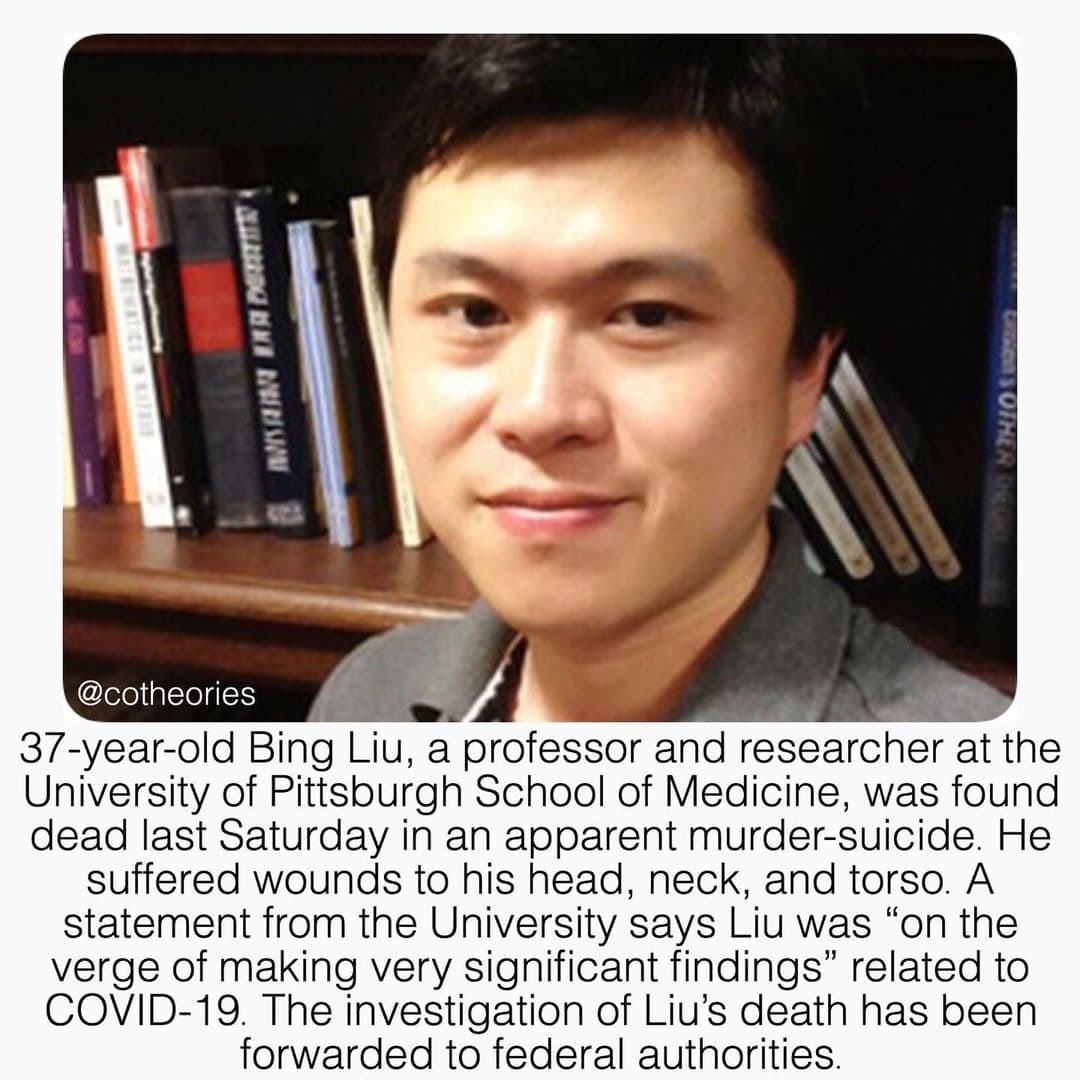 @cotheories
37-year-old Bing Liu, a professor and researcher at the
University of Pittsburgh School of Medicine, was found
dead last Saturday in an apparent murder-suicide. He
suffered wounds to his head, neck, and torso. A
statement from the University says Liu was “on the
verge of making very significant findings” related to
COVID-19. The investigation of Liu’s death has been
forwarded to federal authorities.